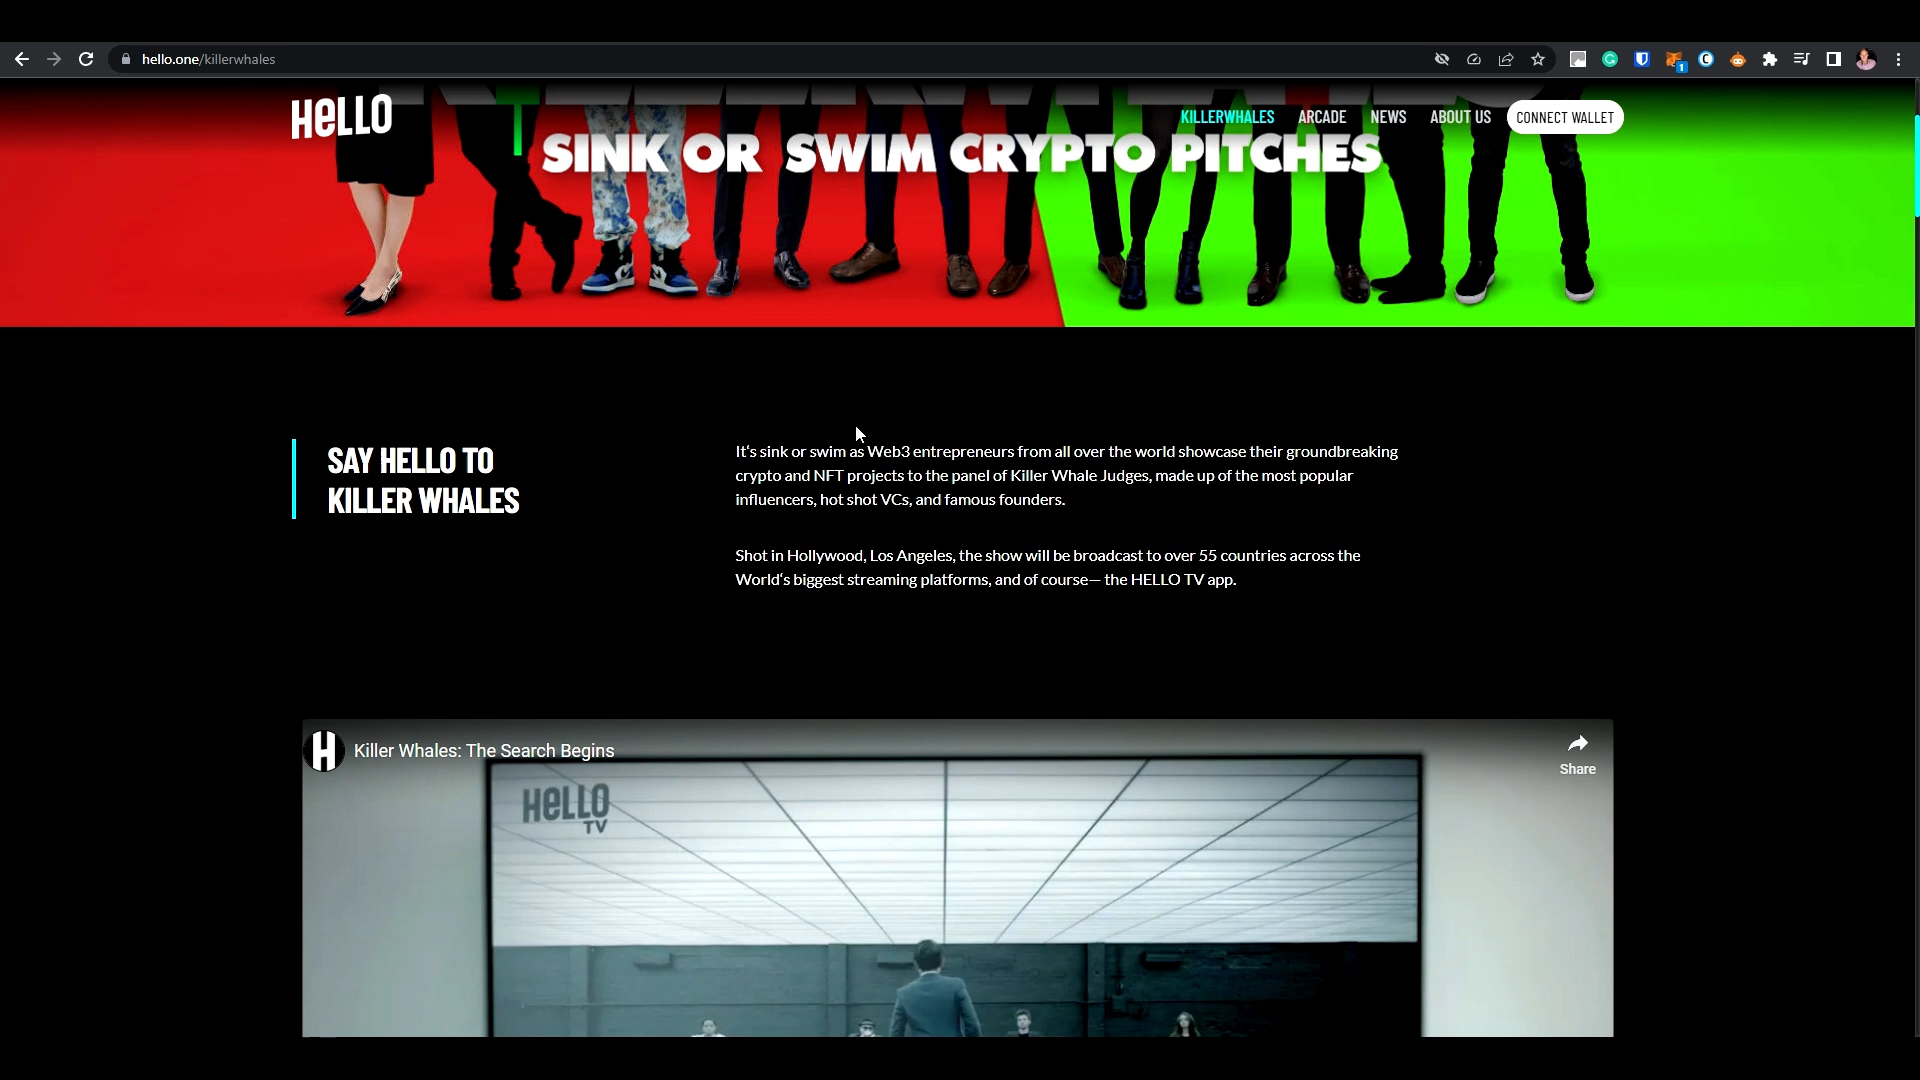 hello.one/killerwhales
1
HELLO
KILLERWHALES
ARCADE
NEWS
ABOUT US
CONNECT WALLET
SINK OR SWIM CRYPTO PITCHES
SAY HELLO TO
KILLER WHALES
It's sink or swim as Web3 entrepreneurs from all over the world showcase their groundbreaking
crypto and NFT projects to the panel of Killer Whale Judges, made up of the most popular
influencers, hot shot VCs, and famous founders.
Shot in Hollywood, Los Angeles, the show will be broadcast to over 55 countries across the
World's biggest streaming platforms, and of course— the HELLO TV app.
H
Killer Whales: The Search Begins
Share
HELLO
TV